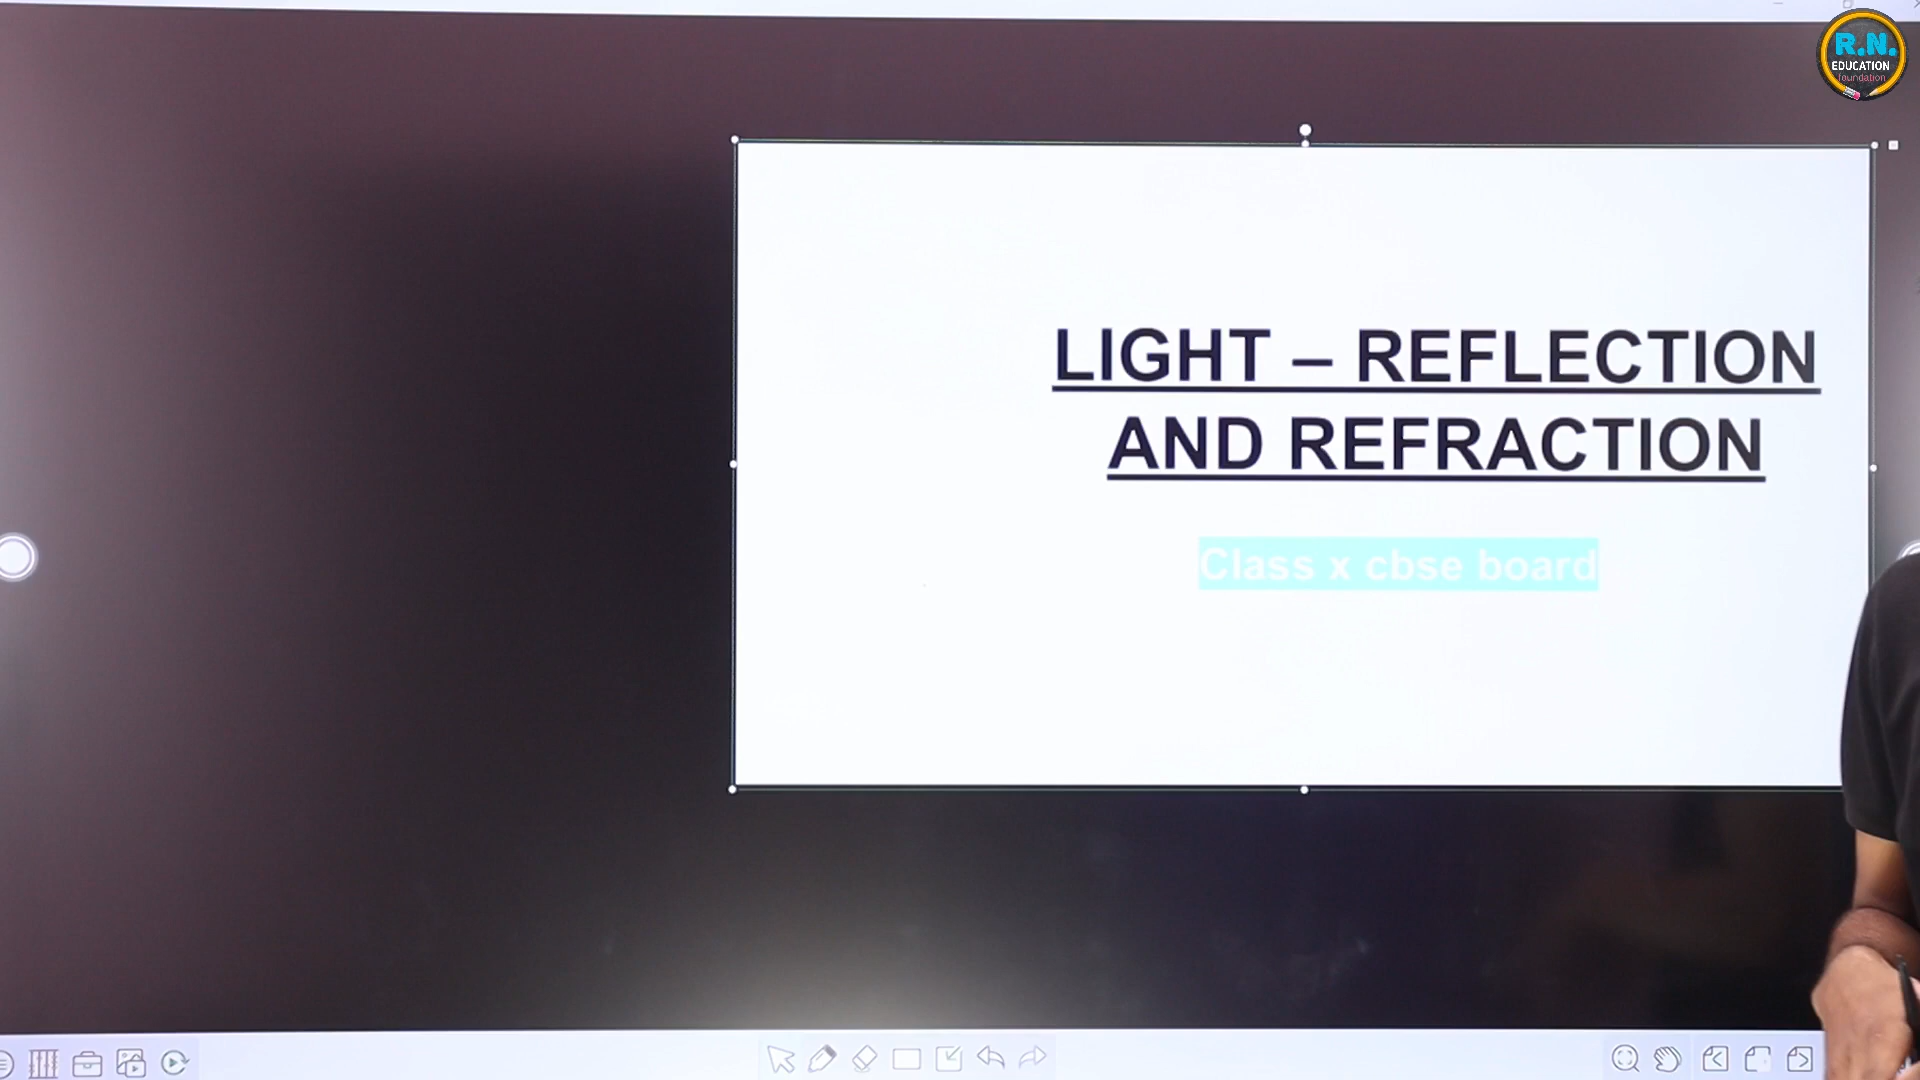 R.N.
EDUCATION
foundation
LIGHT – REFLECTION
AND REFRACTION
Class x cbse board